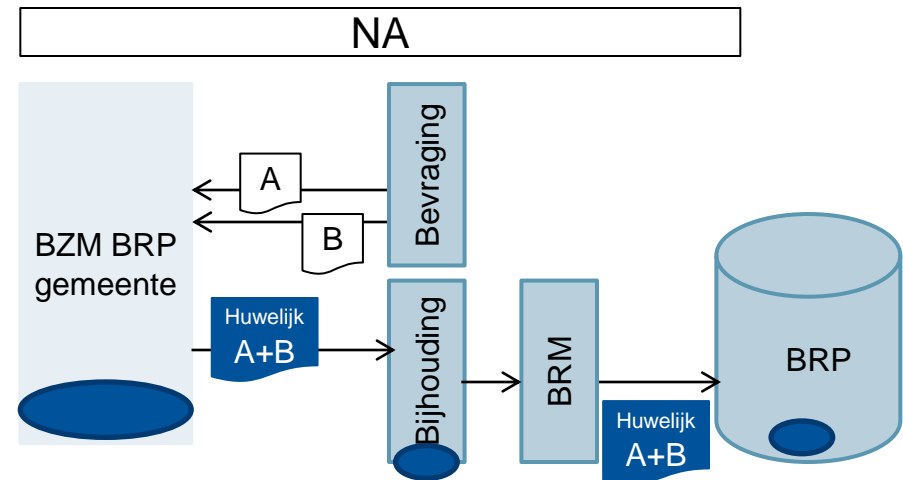 NA
Bevraging
A
B
BZM BRP
gemeente
Huwelijk
A+B
Bijhouding
BRM
BRP
Huwelijk
A+B